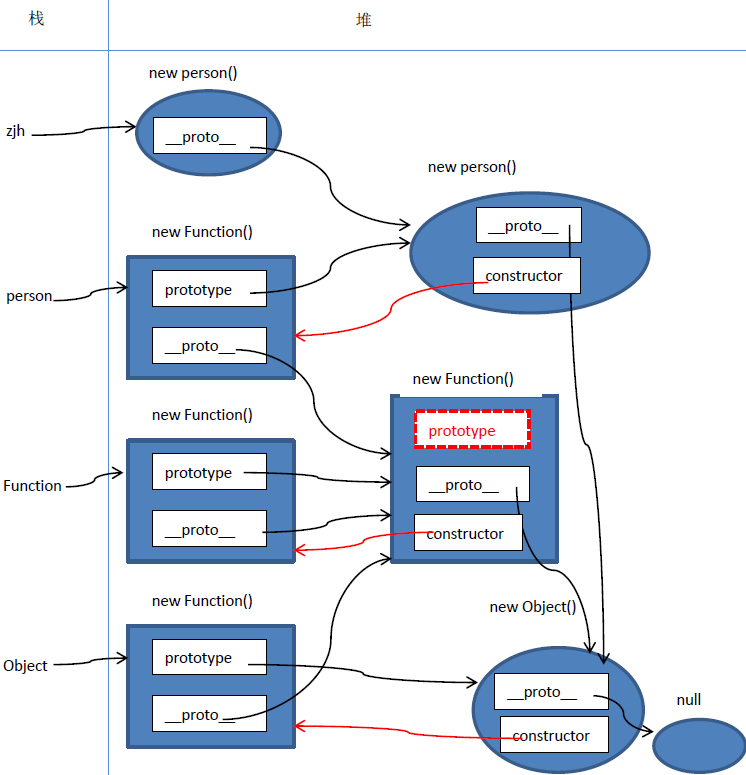 栈
堆
new person()
zjh
__proto__
new person()
__proto__
constructor
new Function()
person
prototype
__proto__
new Function()
prototype
__proto__
constructor
new Function()
Function
prototype
__proto__
new Function()
Object
prototype
__proto__
new Object()
__proto__
constructor
null